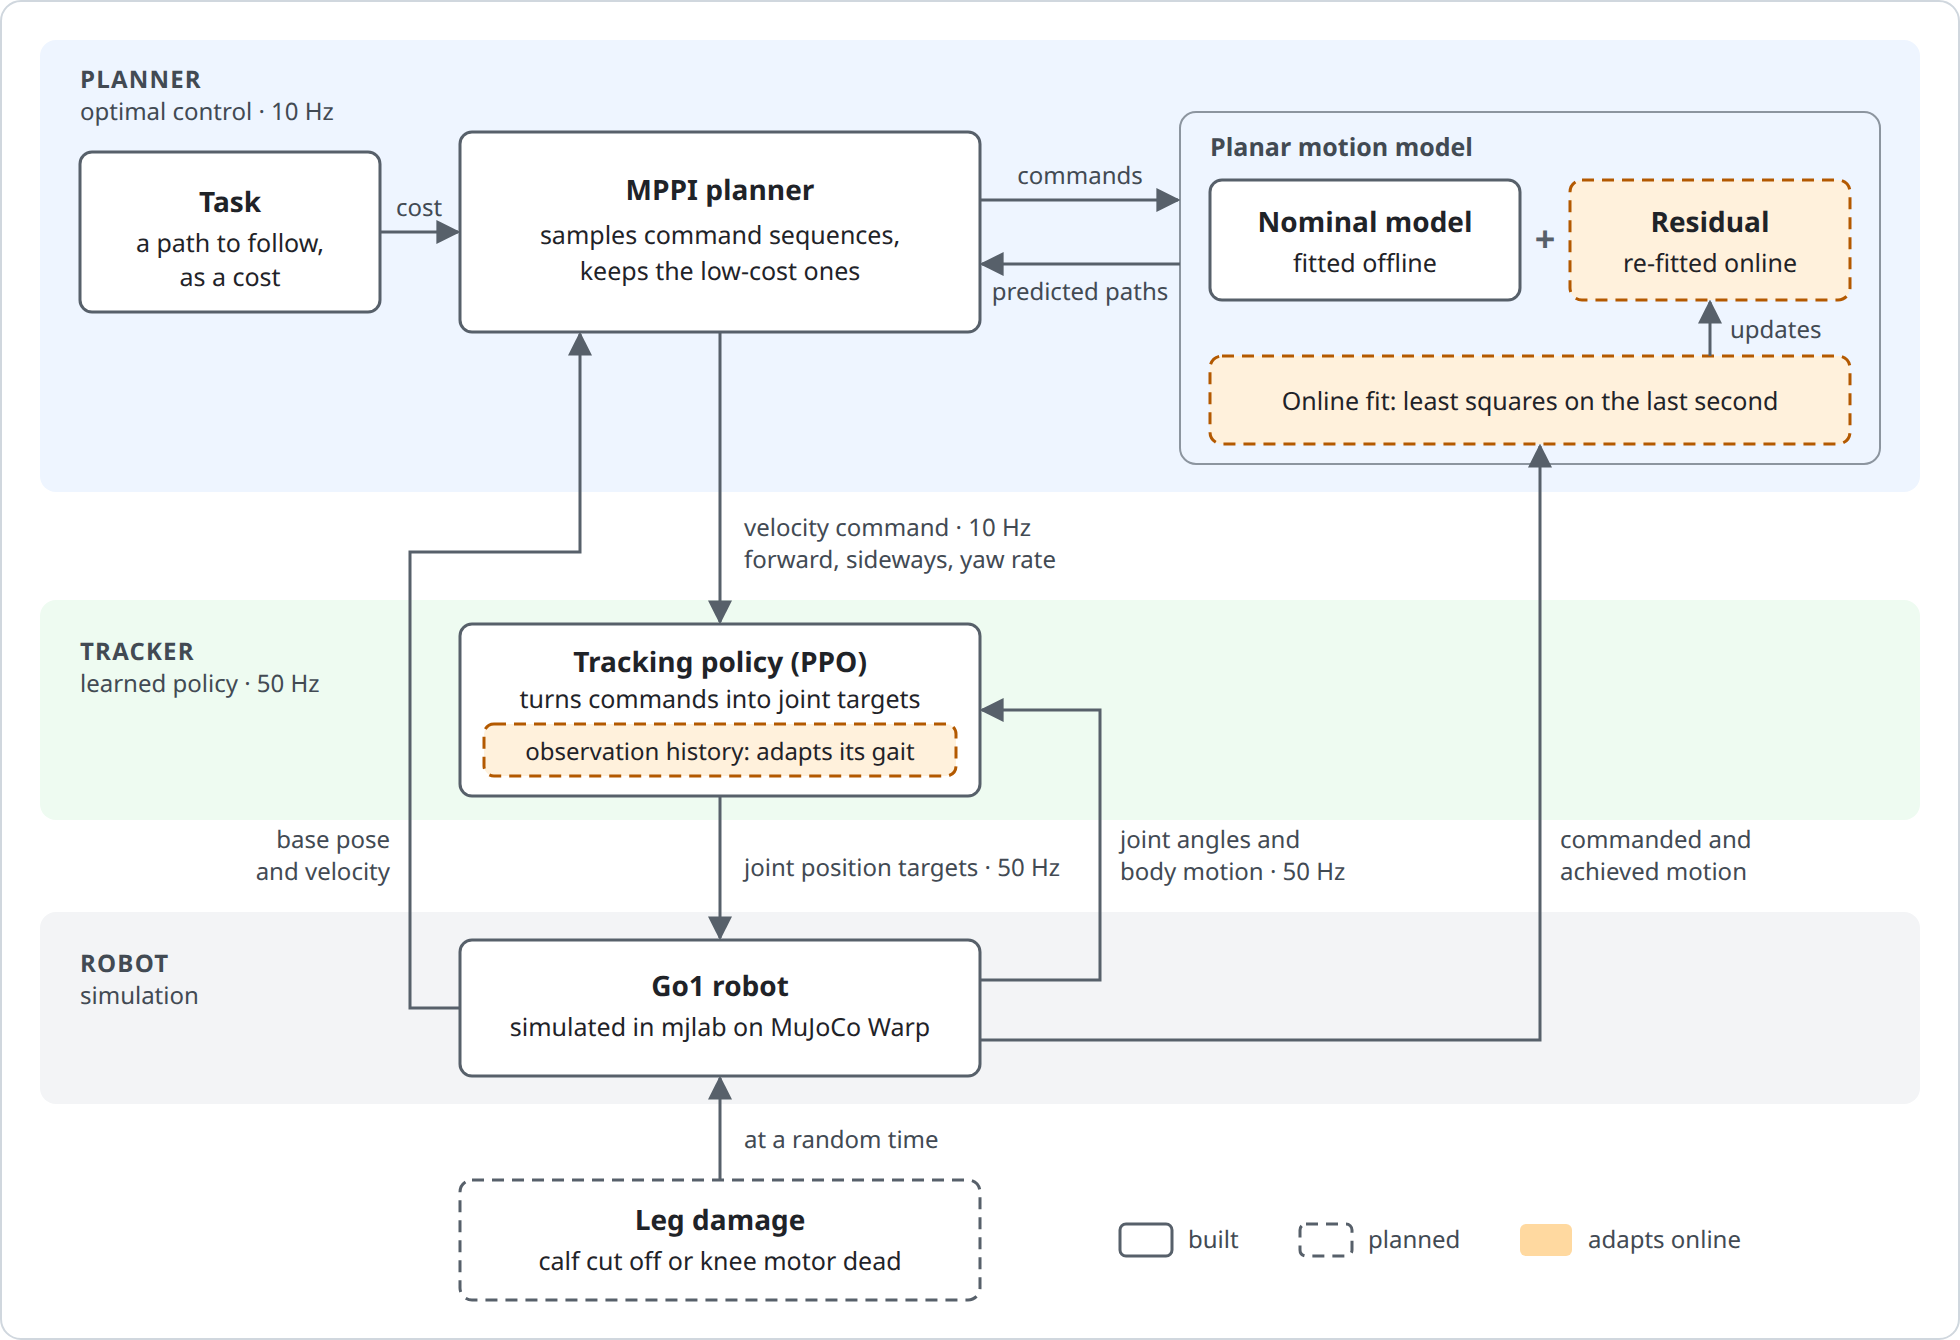 PLANNER
optimal control · 10 Hz
Task
a path to follow,
as a cost
cost
MPPI planner
samples command sequences,
keeps the low-cost ones
commands
predicted paths
Planar motion model
Nominal model
fitted offline
+
Residual
re-fitted online
updates
Online fit: least squares on the last second
velocity command · 10 Hz
forward, sideways, yaw rate
TRACKER
learned policy · 50 Hz
Tracking policy (PPO)
turns commands into joint targets
observation history: adapts its gait
base pose
and velocity
joint position targets · 50 Hz
joint angles and
body motion · 50 Hz
commanded and
achieved motion
ROBOT
simulation
Go1 robot
simulated in mjlab on MuJoCo Warp
at a random time
Leg damage
calf cut off or knee motor dead
built
planned
adapts online